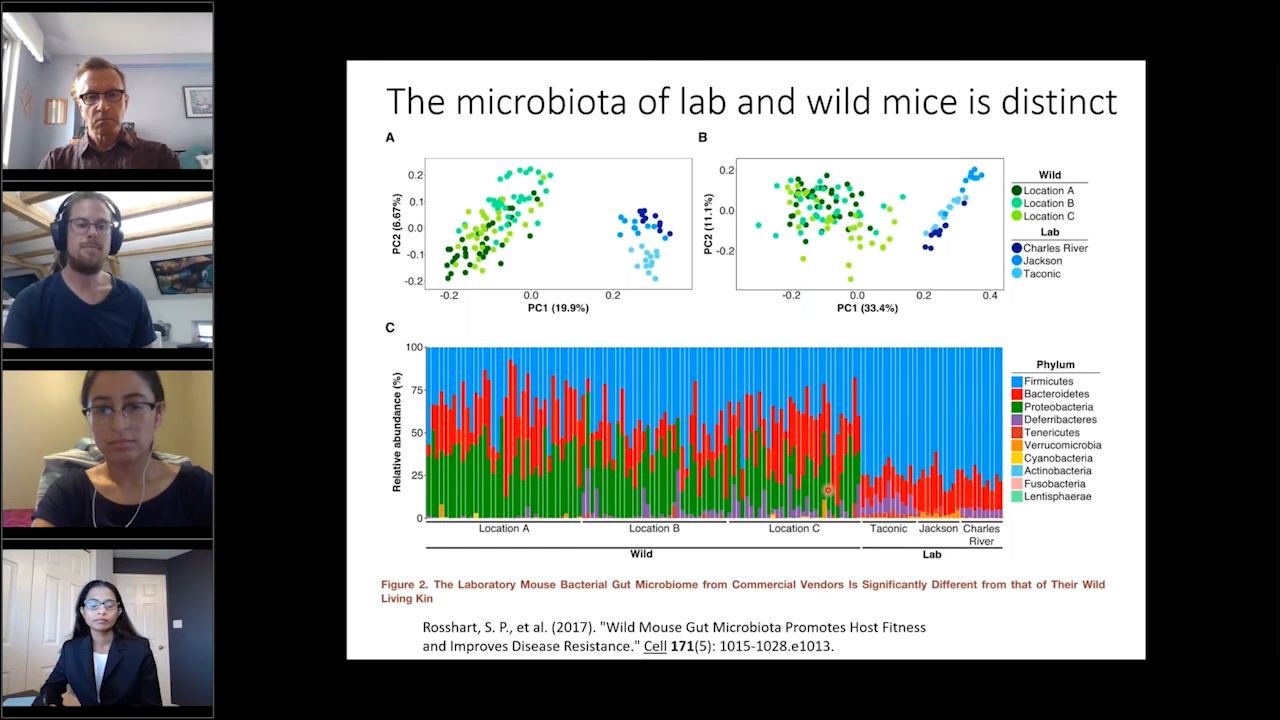 The microbiota of lab and wild mice is distinct
A
B
0.2
0.1
0.0
-0.1
-0.2
PC2 (6.67%)
-0.2
0.0
0.2
PC1 (19.9%)
0.2
0.0
-0.2
PC2 (11.1%)
-0.2
0.0
0.2
0.4
PC1 (33.4%)
Wild
Location A
Location B
Location C
Lab
Charles River
Jackson
Taconic
C
100
75
50
25
0
Relative abundance (%)
Location A
Location B
Location C
Taconic
Jackson
Charles
River
Wild
Lab
Phylum
Firmicutes
Bacteroidetes
Proteobacteria
Deferribacteres
Tenericutes
Verrucomicrobia
Cyanobacteria
Actinobacteria
Fusobacteria
Lentisphaerae
Figure 2. The Laboratory Mouse Bacterial Gut Microbiome from Commercial Vendors Is Significantly Different from that of Their Wild
Living Kin
Rosshart, S. P., et al. (2017). "Wild Mouse Gut Microbiota Promotes Host Fitness
and Improves Disease Resistance." Cell 171(5): 1015-1028.e1013.